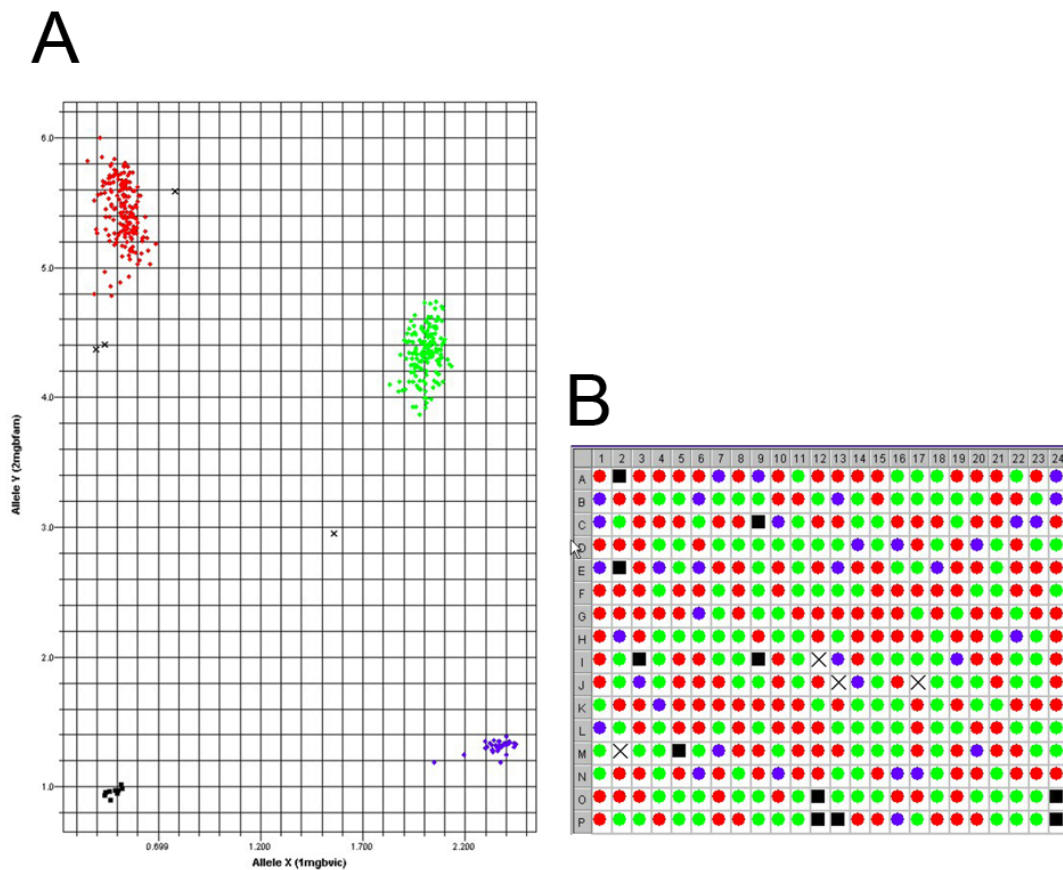 A
6.0
5.0
4.0
3.0
2.0
1.0
Allele Y (2mgbfam)
0.699 1.200 1.700 2.200
Allele X (1mgbvic)
B
1 2 3 4 5 6 7 8 9 10 11 12 13 14 15 16 17 18 19 20 21 22 23 24
A
B
C
D
E
F
G
H
I
J
K
L
M
N
O
P